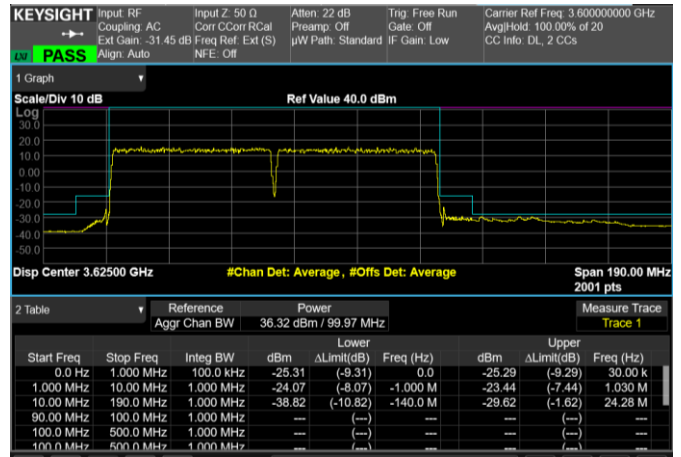 KEYSIGHT Input: RF Input Z: 50 Ω Atten: 22 dB Trig: Free Run Carrier Ref Freq: 3.600000000 GHz
Coupling: AC Corr CCorr RCal Preamp: Off Gate: Off Avg|Hold: 100.00% of 20
Ext Gain: -31.45 dB Freq Ref: Ext (S) µW Path: Standard IF Gain: Low CC Info: DL, 2 CCs
LXI PASS Align: Auto NFE: Off
1 Graph
Scale/Div 10 dB Ref Value 40.0 dBm
Log
30.0
20.0
10.0
0.00
-10.0
-20.0
-30.0
-40.0
-50.0
Disp Center 3.62500 GHz #Chan Det: Average, #Offs Det: Average Span 190.00 MHz
2001 pts
2 Table Reference Power Measure Trace
Aggr Chan BW 36.32 dBm / 99.97 MHz Trace 1
Lower Upper
Start Freq Stop Freq Integ BW dBm ΔLimit(dB) Freq (Hz) dBm ΔLimit(dB) Freq (Hz)
0.0 Hz 1.000 MHz 100.0 kHz -25.31 (-9.31) 0.0 -25.29 (-9.29) 30.00 k
1.000 MHz 10.00 MHz 1.000 MHz -24.07 (-8.07) -1.000 M -23.44 (-7.44) 1.030 M
10.00 MHz 190.0 MHz 1.000 MHz -38.82 (-10.82) -140.0 M -29.62 (-1.62) 24.28 M
90.00 MHz 100.0 MHz 1.000 MHz --- (---) --- --- (---) ---
100.0 MHz 500.0 MHz 1.000 MHz --- (---) --- --- (---) ---
100.0 MHz 500.0 MHz 1.000 MHz --- (---) --- --- (---) ---